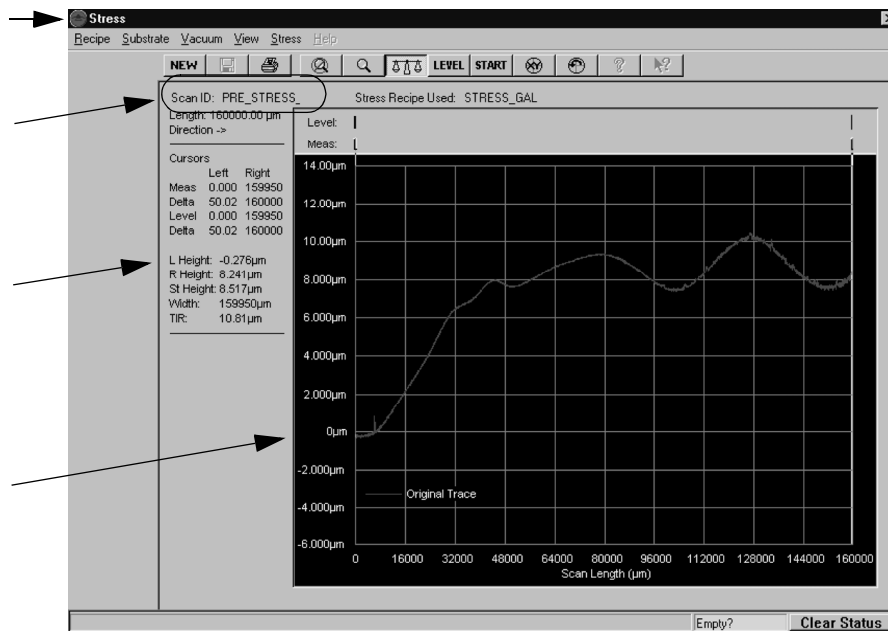 Stress
Recipe Substrate Vacuum View Stress Help
NEW LEVEL START
Scan ID: PRE_STRESS_ Stress Recipe Used: STRESS_GAL
Length: 160000.00 µm
Direction ->
Cursors
Left Right
Meas 0.000 159950
Delta 50.02 160000
Level 0.000 159950
Delta 50.02 160000
L Height: -0.276µm
R Height: 8.241µm
St Height: 8.517µm
Width: 159950µm
TIR: 10.81µm
Level:
Meas:
14.00µm
12.00µm
10.00µm
8.000µm
6.000µm
4.000µm
2.000µm
0µm
-2.000µm
-4.000µm
-6.000µm
Original Trace
0 16000 32000 48000 64000 80000 96000 112000 128000 144000 160000
Scan Length (µm)
Empty? Clear Status